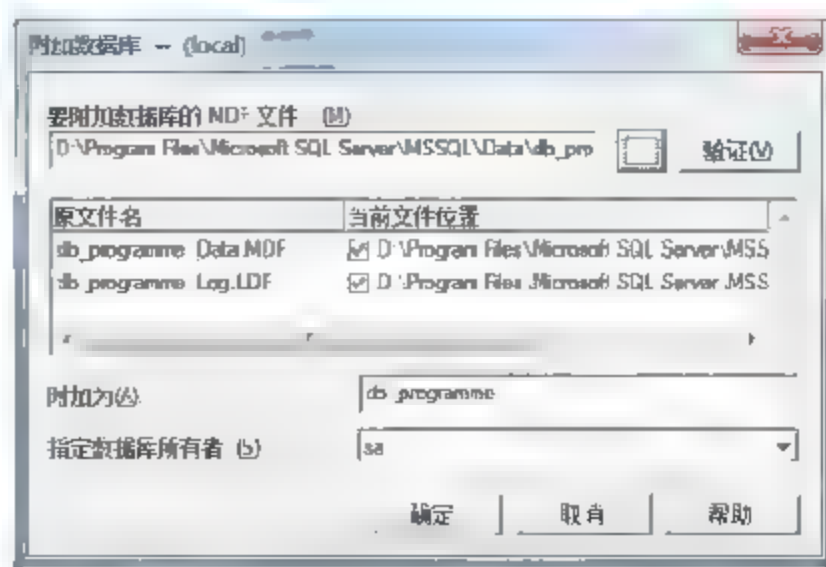 附加数据库 -- (local)
要附加数据库的 MDF 文件 (M)
D:\Program Files\Microsoft SQL Server\MSSQL\Data\db_pro
验证(V)
原文件名 当前文件位置
db_programme_Data.MDF D:\Program Files\Microsoft SQL Server\MSS
db_programme_Log.LDF D:\Program Files\Microsoft SQL Server\MSS
附加为(A)
db_programme
指定数据库所有者 (S)
sa
确定 取消 帮助